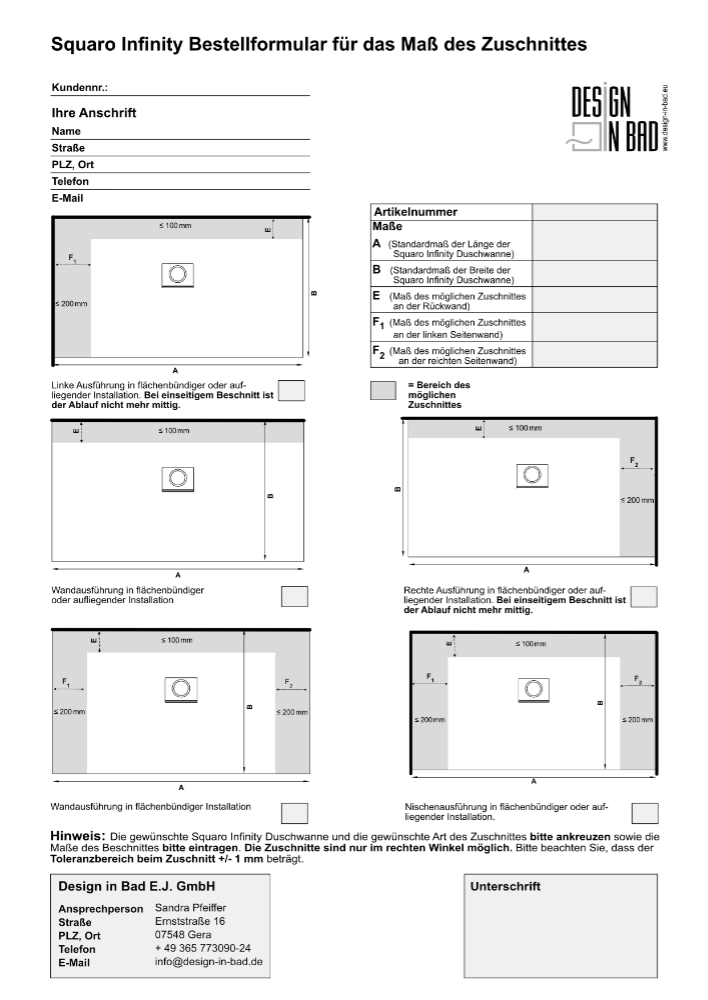 Squaro Infinity Bestellformular für das Maß des Zuschnittes
Kundennr.:
Ihre Anschrift
Name
Straße
PLZ, Ort
Telefon
E-Mail
DESIGN
IN BAD
www.design-in-bad.eu
Artikelnummer
Maße
A (Standardmaß der Länge der
Squaro Infinity Duschwanne)
B (Standardmaß der Breite der
Squaro Infinity Duschwanne)
E (Maß des möglichen Zuschnittes
an der Rückwand)
F1 (Maß des möglichen Zuschnittes
an der linken Seitenwand)
F2 (Maß des möglichen Zuschnittes
an der reichten Seitenwand)
≤ 100 mm
E
F1
≤ 200 mm
B
A
Linke Ausführung in flächenbündiger oder auf-
liegender Installation. Bei einseitigem Beschnitt ist
der Ablauf nicht mehr mittig.
= Bereich des
möglichen
Zuschnittes
E
≤ 100 mm
B
A
Wandausführung in flächenbündiger
oder aufliegender Installation
E
≤ 100 mm
F2
≤ 200 mm
B
A
Rechte Ausführung in flächenbündiger oder auf-
liegender Installation. Bei einseitigem Beschnitt ist
der Ablauf nicht mehr mittig.
E
≤ 100 mm
F1
F2
≤ 200 mm
B
≤ 200 mm
A
Wandausführung in flächenbündiger Installation
E
≤ 100 mm
F1
F2
≤ 200 mm
B
≤ 200 mm
A
Nischenausführung in flächenbündiger oder auf-
liegender Installation.
Hinweis: Die gewünschte Squaro Infinity Duschwanne und die gewünschte Art des Zuschnittes bitte ankreuzen sowie die
Maße des Beschnittes bitte eintragen. Die Zuschnitte sind nur im rechten Winkel möglich. Bitte beachten Sie, dass der
Toleranzbereich beim Zuschnitt +/- 1 mm beträgt.
Design in Bad E.J. GmbH
Ansprechperson Sandra Pfeiffer
Straße Ernststraße 16
PLZ, Ort 07548 Gera
Telefon + 49 365 773090-24
E-Mail info@design-in-bad.de
Unterschrift